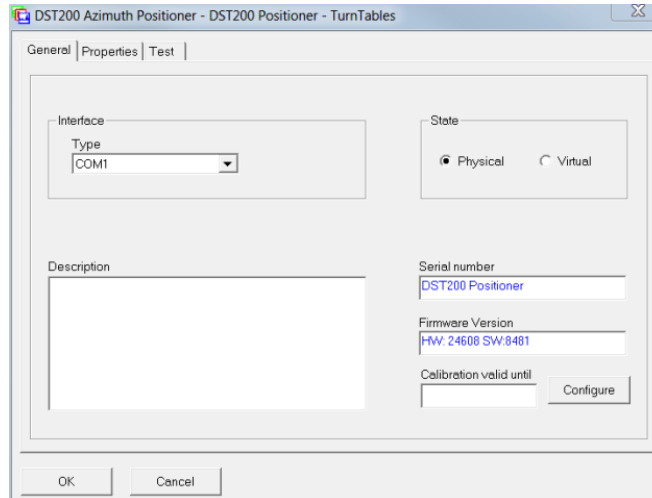 DST200 Azimuth Positioner - DST200 Positioner - TurnTables
General Properties Test
Interface
Type
COM1
State
Physical Virtual
Description
Serial number
DST200 Positioner
Firmware Version
HW: 24608 SW:8481
Calibration valid until
Configure
OK Cancel